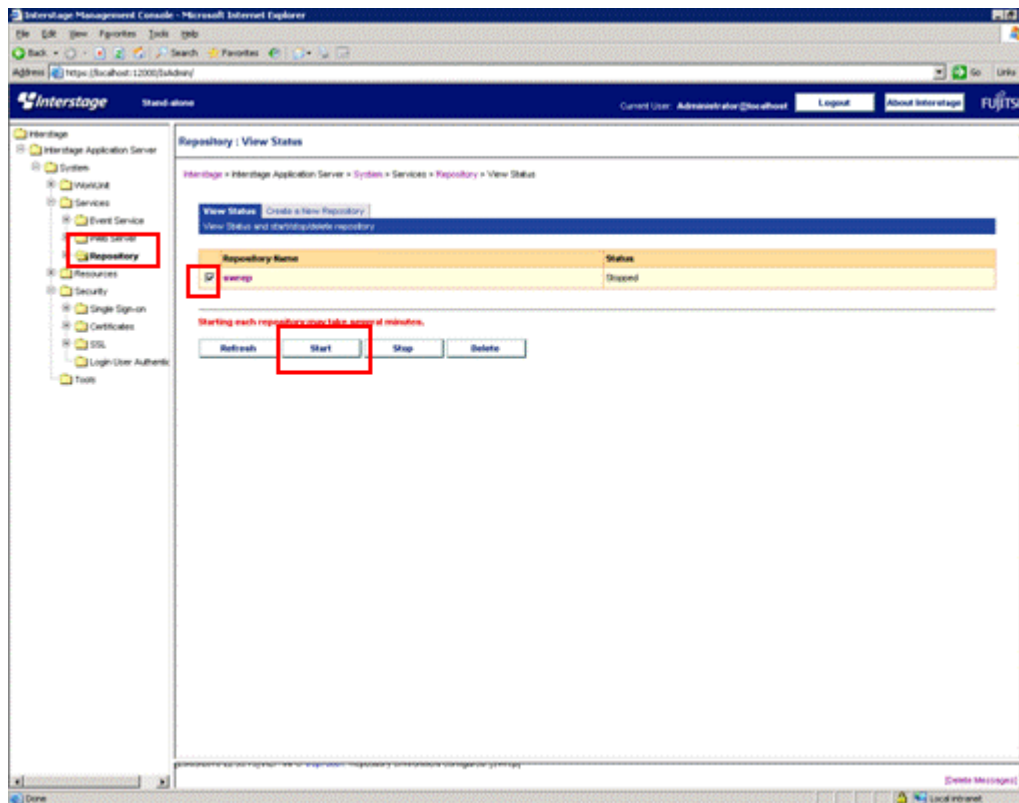 Interstage Management Console - Microsoft Internet Explorer
File Edit View Favorites Tools Help
Back Search Favorites
Address https://localhost:12000/IsAdmin/ Go Links
Interstage Stand-alone Current User: Administrator@localhost Logout About Interstage FUJITS
Interstage
Interstage Application Server
System
WorkUnit
Services
Event Service
Web Server
Repository
Resources
Security
Single Sign-on
Certificates
SSL
Login User Authentic
Tools
Repository : View Status
Interstage > Interstage Application Server > System > Services > Repository > View Status
View Status Create a New Repository
View Status and start/stop/delete repository
Repository Name Status
swrep Stopped
Starting each repository may take several minutes.
Refresh Start Stop Delete
[Delete Messages]
Done Local intranet